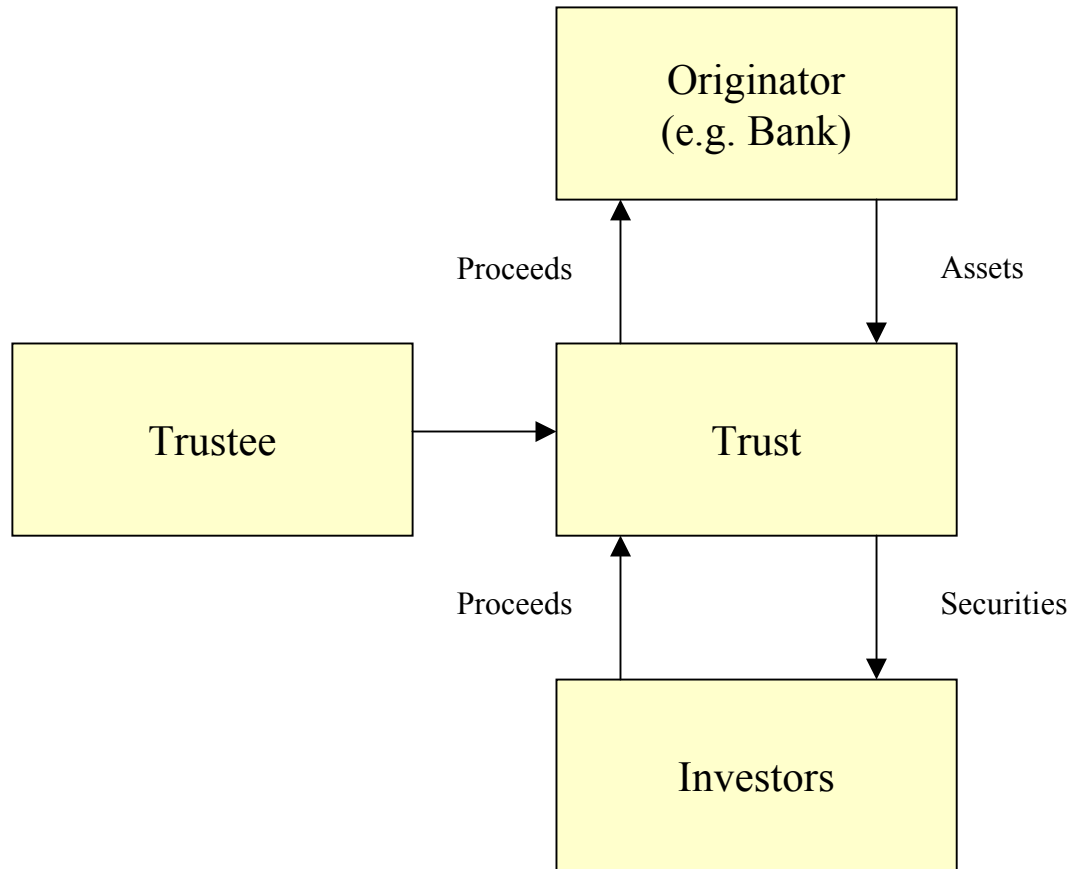 Originator
(e.g. Bank)
Proceeds
Assets
Trustee
Trust
Proceeds
Securities
Investors